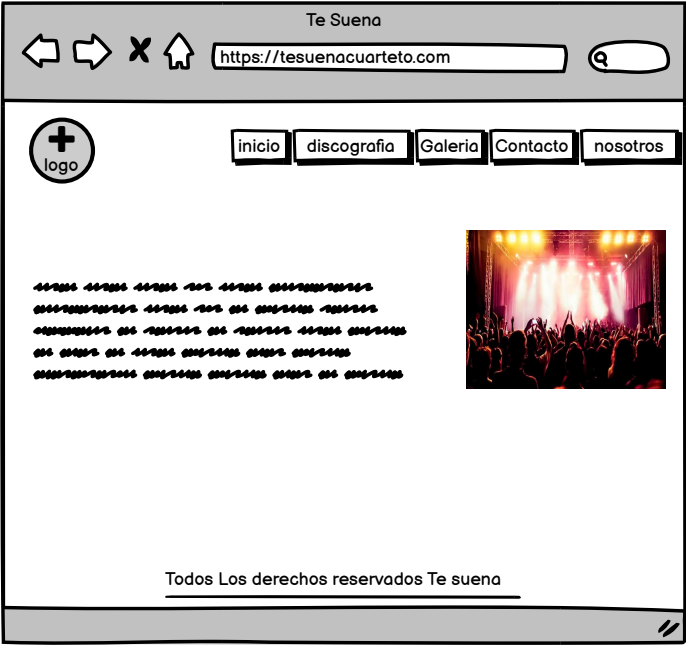 Te Suena
https://tesuenacuarteto.com
logo
inicio
discografia
Galeria
Contacto
nosotros
Todos Los derechos reservados Te suena